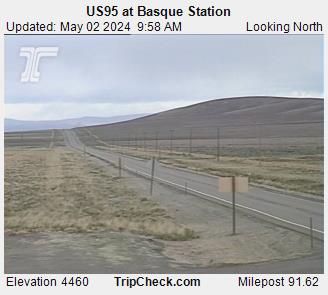 US95 at Basque Station
Updated: May 02 2024 9:58 AM Looking North
Elevation 4460 TripCheck.com Milepost 91.62